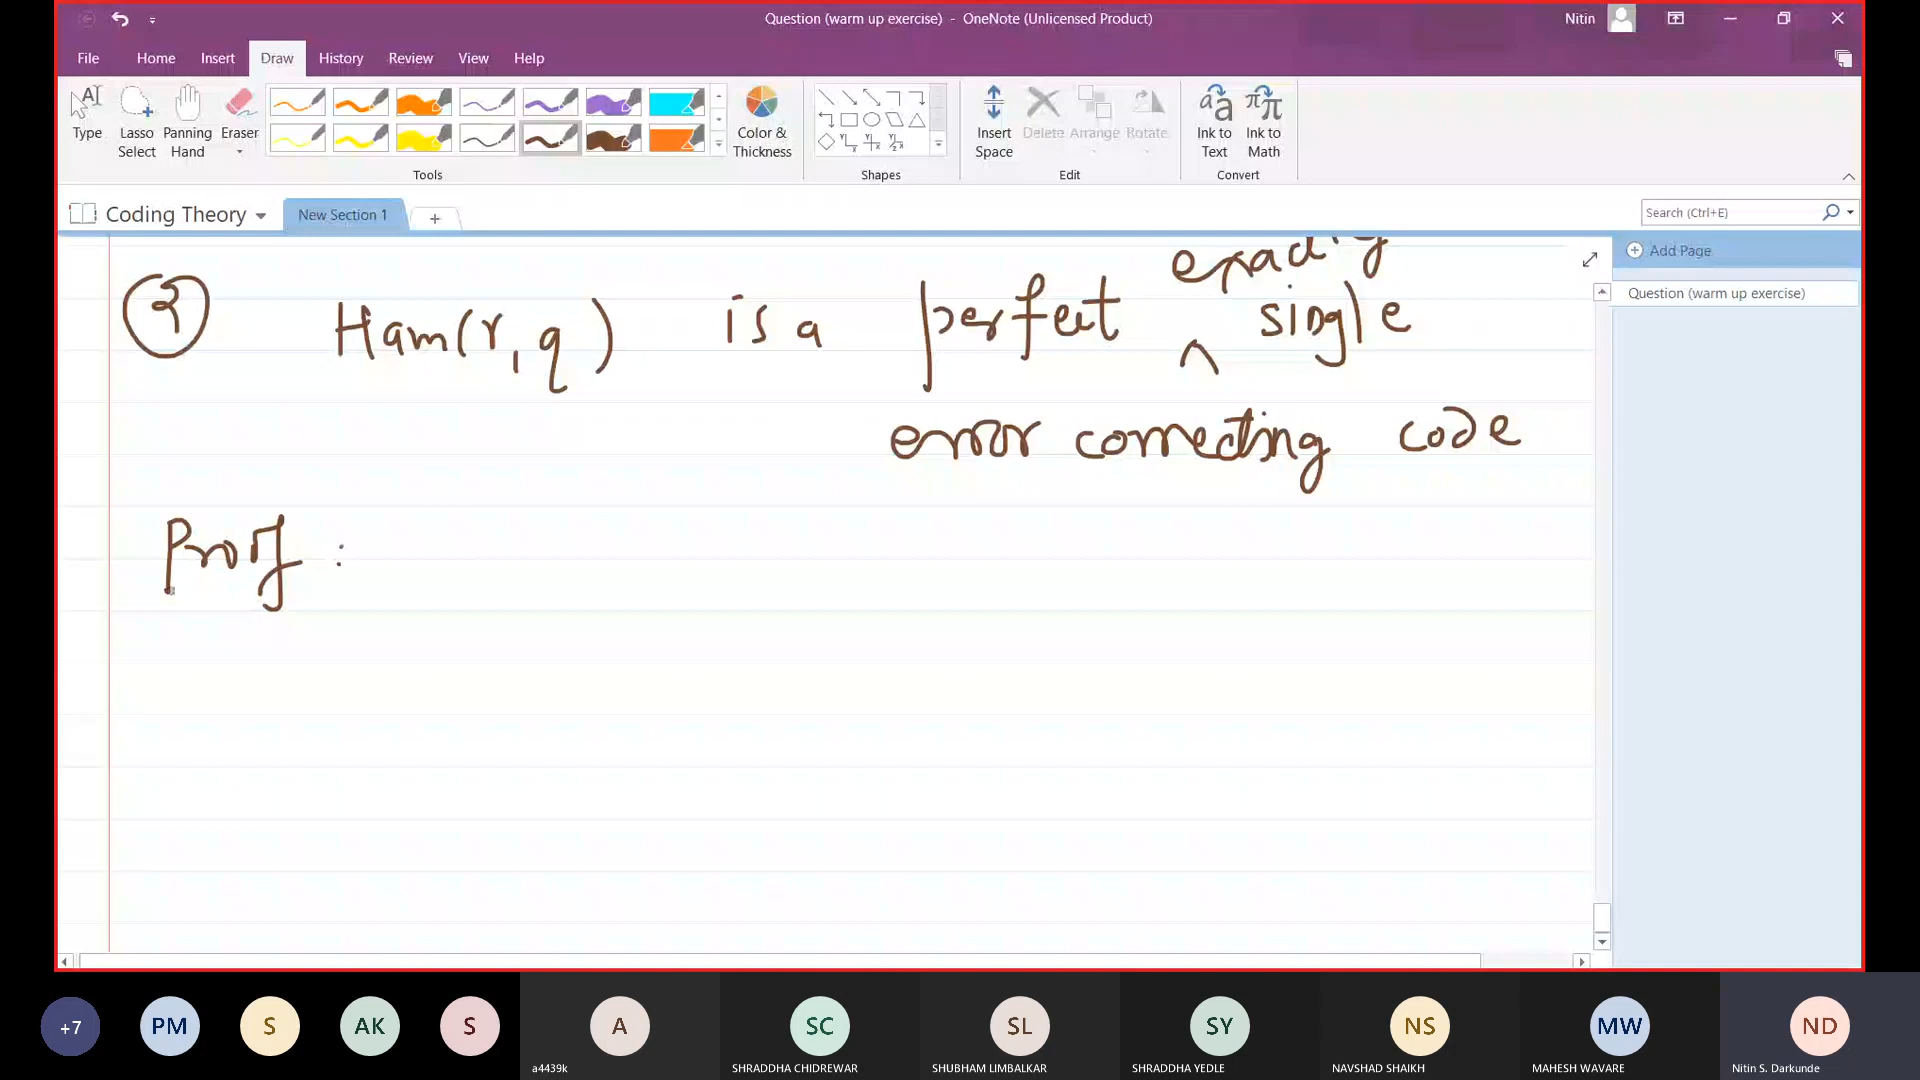 Question (warm up exercise) - OneNote (Unlicensed Product)
Nitin
File Home Insert Draw History Review View Help
Type
Lasso Select
Panning Hand
Eraser
Color & Thickness
Insert Space
Delete
Arrange
Rotate
Ink to Text
Ink to Math
Tools
Shapes
Edit
Convert
Coding Theory
New Section 1
Search (Ctrl+E)
Add Page
Question (warm up exercise)
exactly
२ Ham(r, q) is a perfect ^ single
error correcting code
Proof :
+7 PM S AK S A SC SL SY NS MW ND
a4439k SHRADDHA CHIDREWAR SHUBHAM LIMBALKAR SHRADDHA YEDLE NAVSHAD SHAIKH MAHESH WAVARE Nitin S. Darkunde